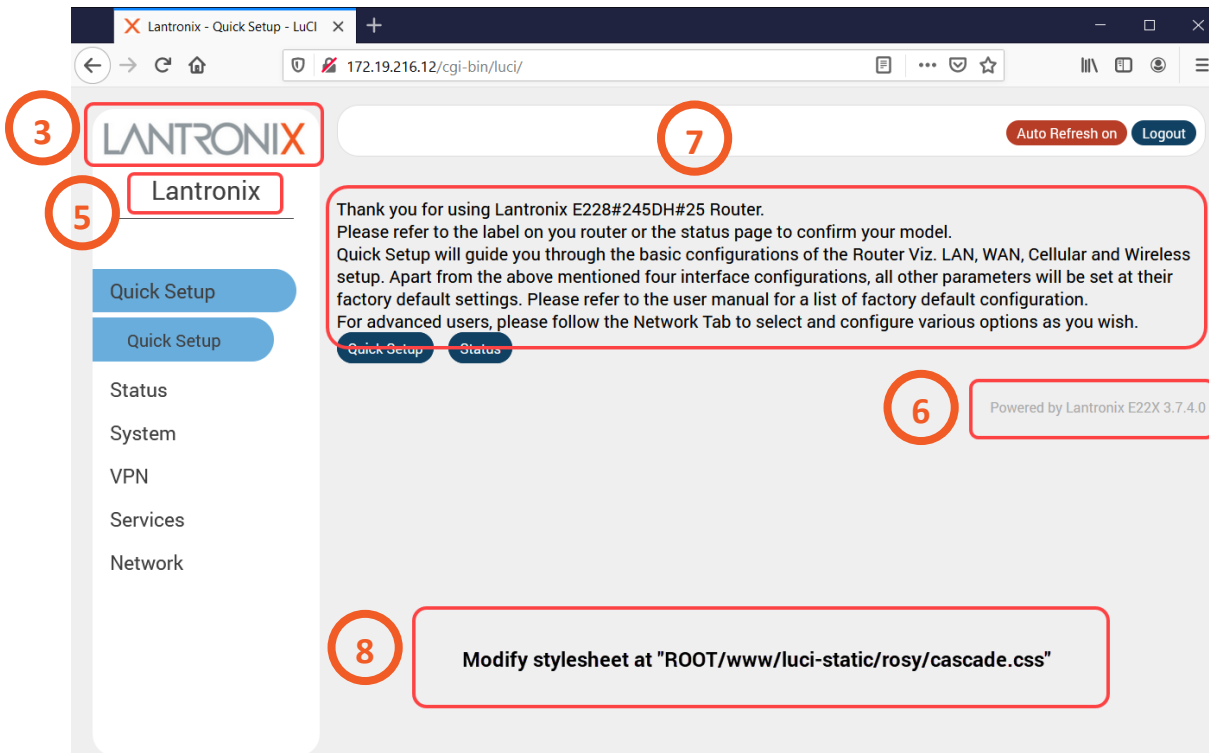 Lantronix - Quick Setup - LuCI
172.19.216.12/cgi-bin/luci/
3
LANTRONIX
7
Auto Refresh on
Logout
5
Lantronix
Thank you for using Lantronix E228#245DH#25 Router.
Please refer to the label on you router or the status page to confirm your model.
Quick Setup will guide you through the basic configurations of the Router Viz. LAN, WAN, Cellular and Wireless
setup. Apart from the above mentioned four interface configurations, all other parameters will be set at their
factory default settings. Please refer to the user manual for a list of factory default configuration.
For advanced users, please follow the Network Tab to select and configure various options as you wish.
Quick Setup
Status
Quick Setup
Quick Setup
Status
System
VPN
Services
Network
6
Powered by Lantronix E22X 3.7.4.0
8
Modify stylesheet at "ROOT/www/luci-static/rosy/cascade.css"